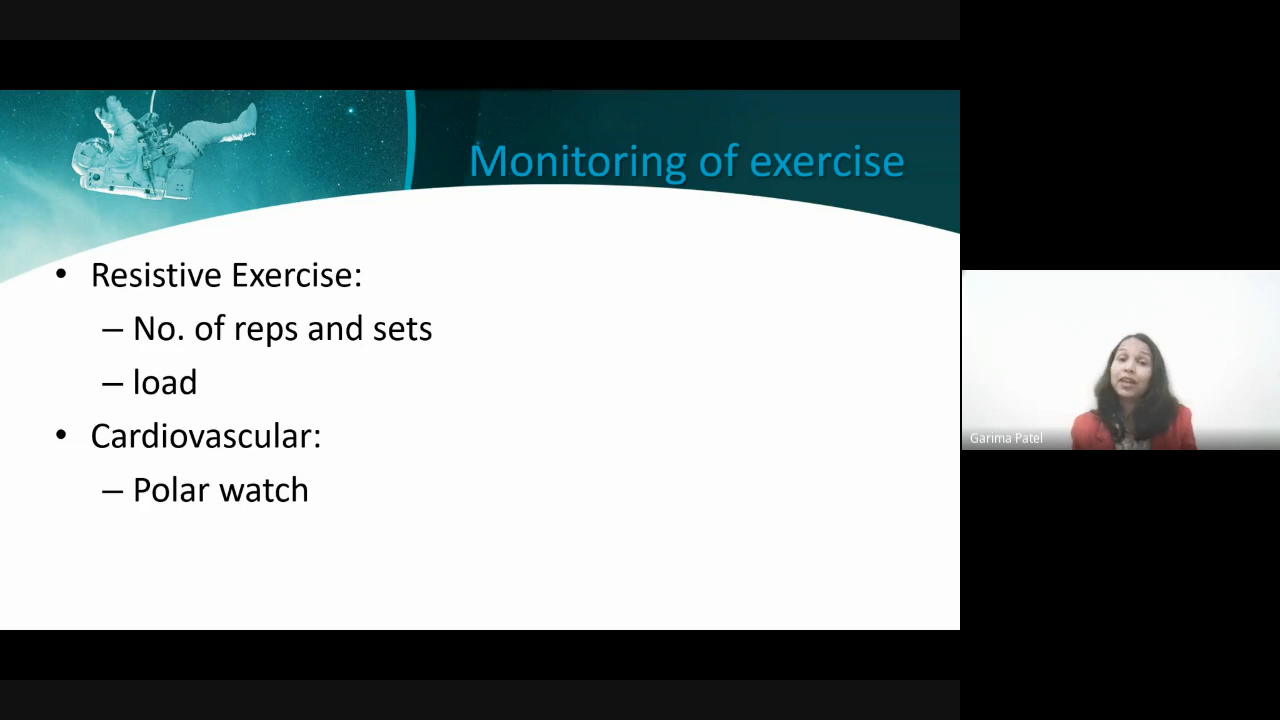 Monitoring of exercise
• Resistive Exercise:
– No. of reps and sets
– load
• Cardiovascular:
– Polar watch
Garima Patel